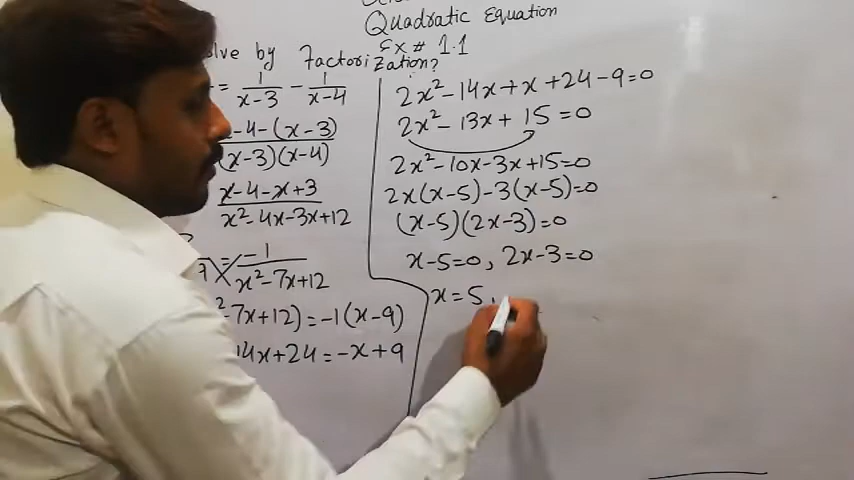 Quadratic Equation
Ex # 1.1
lve by Factorization?
= 1/(x-3) - 1/(x-4)
-4-(x-3)/(x-3)(x-4)
x-4-x+3/x²-4x-3x+12
= -1/x²-7x+12
7x+12) = -1(x-9)
14x+24 = -x+9
2x²-14x+x+24-9=0
2x²-13x+15=0
2x²-10x-3x+15=0
2x(x-5)-3(x-5)=0
(x-5)(2x-3)=0
x-5=0, 2x-3=0
x=5,